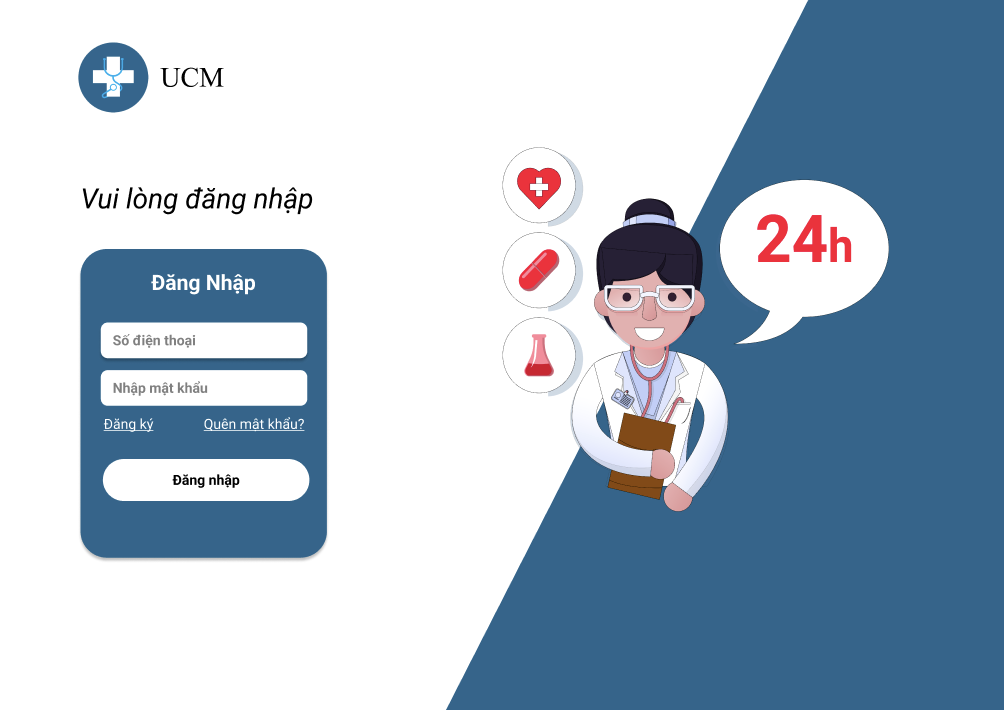 UCM
Vui lòng đăng nhập
Đăng Nhập
Số điện thoại
Nhập mật khẩu
Đăng ký
Quên mật khẩu?
Đăng nhập
24h